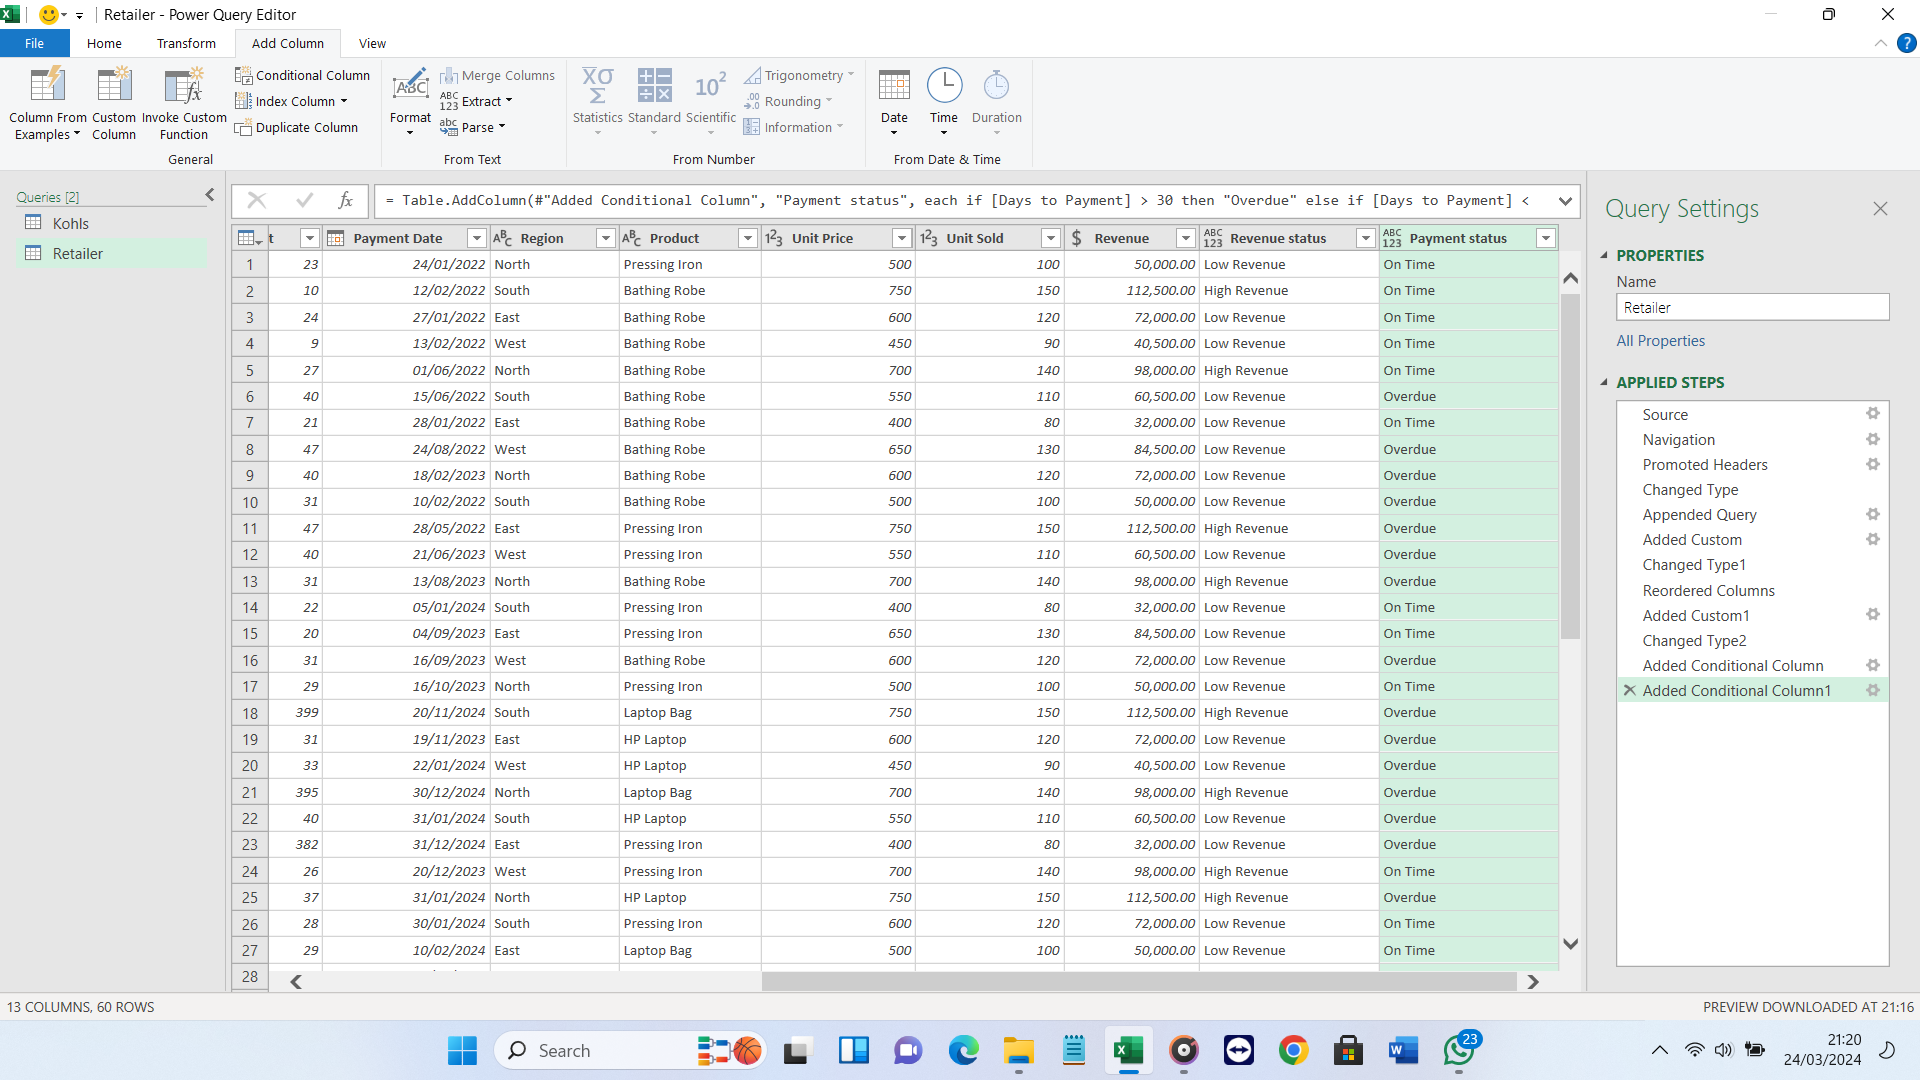 Retailer - Power Query Editor
File Home Transform Add Column View
Column From Examples
Custom Column
Invoke Custom Function
Conditional Column
Index Column
Duplicate Column
General
Format
Merge Columns
Extract
Parse
From Text
Statistics
Standard
Scientific
Trigonometry
Rounding
Information
From Number
Date
Time
Duration
From Date & Time
Queries [2]
Kohls
Retailer
= Table.AddColumn(#"Added Conditional Column", "Payment status", each if [Days to Payment] > 30 then "Overdue" else if [Days to Payment] <
t Payment Date Region Product Unit Price Unit Sold Revenue Revenue status Payment status
1 23 24/01/2022 North Pressing Iron 500 100 50,000.00 Low Revenue On Time
2 10 12/02/2022 South Bathing Robe 750 150 112,500.00 High Revenue On Time
3 24 27/01/2022 East Bathing Robe 600 120 72,000.00 Low Revenue On Time
4 9 13/02/2022 West Bathing Robe 450 90 40,500.00 Low Revenue On Time
5 27 01/06/2022 North Bathing Robe 700 140 98,000.00 High Revenue On Time
6 40 15/06/2022 South Bathing Robe 550 110 60,500.00 Low Revenue Overdue
7 21 28/01/2022 East Bathing Robe 400 80 32,000.00 Low Revenue On Time
8 47 24/08/2022 West Bathing Robe 650 130 84,500.00 Low Revenue Overdue
9 40 18/02/2023 North Bathing Robe 600 120 72,000.00 Low Revenue Overdue
10 31 10/02/2022 South Bathing Robe 500 100 50,000.00 Low Revenue Overdue
11 47 28/05/2022 East Pressing Iron 750 150 112,500.00 High Revenue Overdue
12 40 21/06/2023 West Pressing Iron 550 110 60,500.00 Low Revenue Overdue
13 31 13/08/2023 North Bathing Robe 700 140 98,000.00 High Revenue Overdue
14 22 05/01/2024 South Pressing Iron 400 80 32,000.00 Low Revenue On Time
15 20 04/09/2023 East Pressing Iron 650 130 84,500.00 Low Revenue On Time
16 31 16/09/2023 West Bathing Robe 600 120 72,000.00 Low Revenue Overdue
17 29 16/10/2023 North Pressing Iron 500 100 50,000.00 Low Revenue On Time
18 399 20/11/2024 South Laptop Bag 750 150 112,500.00 High Revenue Overdue
19 31 19/11/2023 East HP Laptop 600 120 72,000.00 Low Revenue Overdue
20 33 22/01/2024 West HP Laptop 450 90 40,500.00 Low Revenue Overdue
21 395 30/12/2024 North Laptop Bag 700 140 98,000.00 High Revenue Overdue
22 40 31/01/2024 South HP Laptop 550 110 60,500.00 Low Revenue Overdue
23 382 31/12/2024 East Pressing Iron 400 80 32,000.00 Low Revenue Overdue
24 26 20/12/2023 West Pressing Iron 700 140 98,000.00 High Revenue On Time
25 37 31/01/2024 North HP Laptop 750 150 112,500.00 High Revenue Overdue
26 28 30/01/2024 South Pressing Iron 600 120 72,000.00 Low Revenue On Time
27 29 10/02/2024 East Laptop Bag 500 100 50,000.00 Low Revenue On Time
28
Query Settings
PROPERTIES
Name
Retailer
All Properties
APPLIED STEPS
Source
Navigation
Promoted Headers
Changed Type
Appended Query
Added Custom
Changed Type1
Reordered Columns
Added Custom1
Changed Type2
Added Conditional Column
Added Conditional Column1
13 COLUMNS, 60 ROWS
PREVIEW DOWNLOADED AT 21:16
Search
23
21:20
24/03/2024